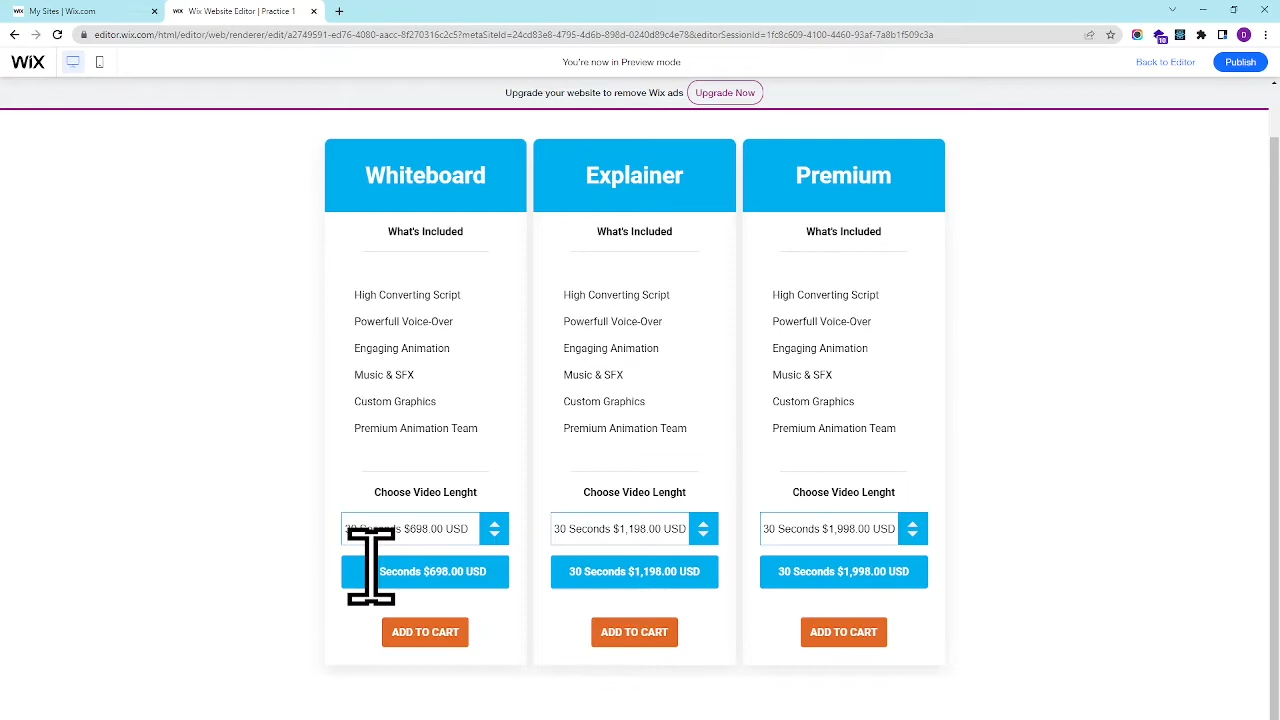 My Sites | Wix.com
Wix Website Editor | Practice 1
editor.wix.com/html/editor/web/renderer/edit/a2749591-ed76-4080-aacc-8f270316c2c5?metaSiteId=24cd83e8-4795-4d6b-898d-0240d89c4e78&editorSessionId=108c609-4100-4460-93af-7a8b1f509c3a
10
D
WiX
You're now in Preview mode
Back to Editor
Publish
Upgrade your website to remove Wix ads
Upgrade Now
Whiteboard
What's Included
High Converting Script
Powerfull Voice-Over
Engaging Animation
Music & SFX
Custom Graphics
Premium Animation Team
Choose Video Lenght
30 Seconds $698.00 USD
Seconds $698.00 USD
ADD TO CART
Explainer
What's Included
High Converting Script
Powerfull Voice-Over
Engaging Animation
Music & SFX
Custom Graphics
Premium Animation Team
Choose Video Lenght
30 Seconds $1,198.00 USD
30 Seconds $1,198.00 USD
ADD TO CART
Premium
What's Included
High Converting Script
Powerfull Voice-Over
Engaging Animation
Music & SFX
Custom Graphics
Premium Animation Team
Choose Video Lenght
30 Seconds $1,998.00 USD
30 Seconds $1,998.00 USD
ADD TO CART